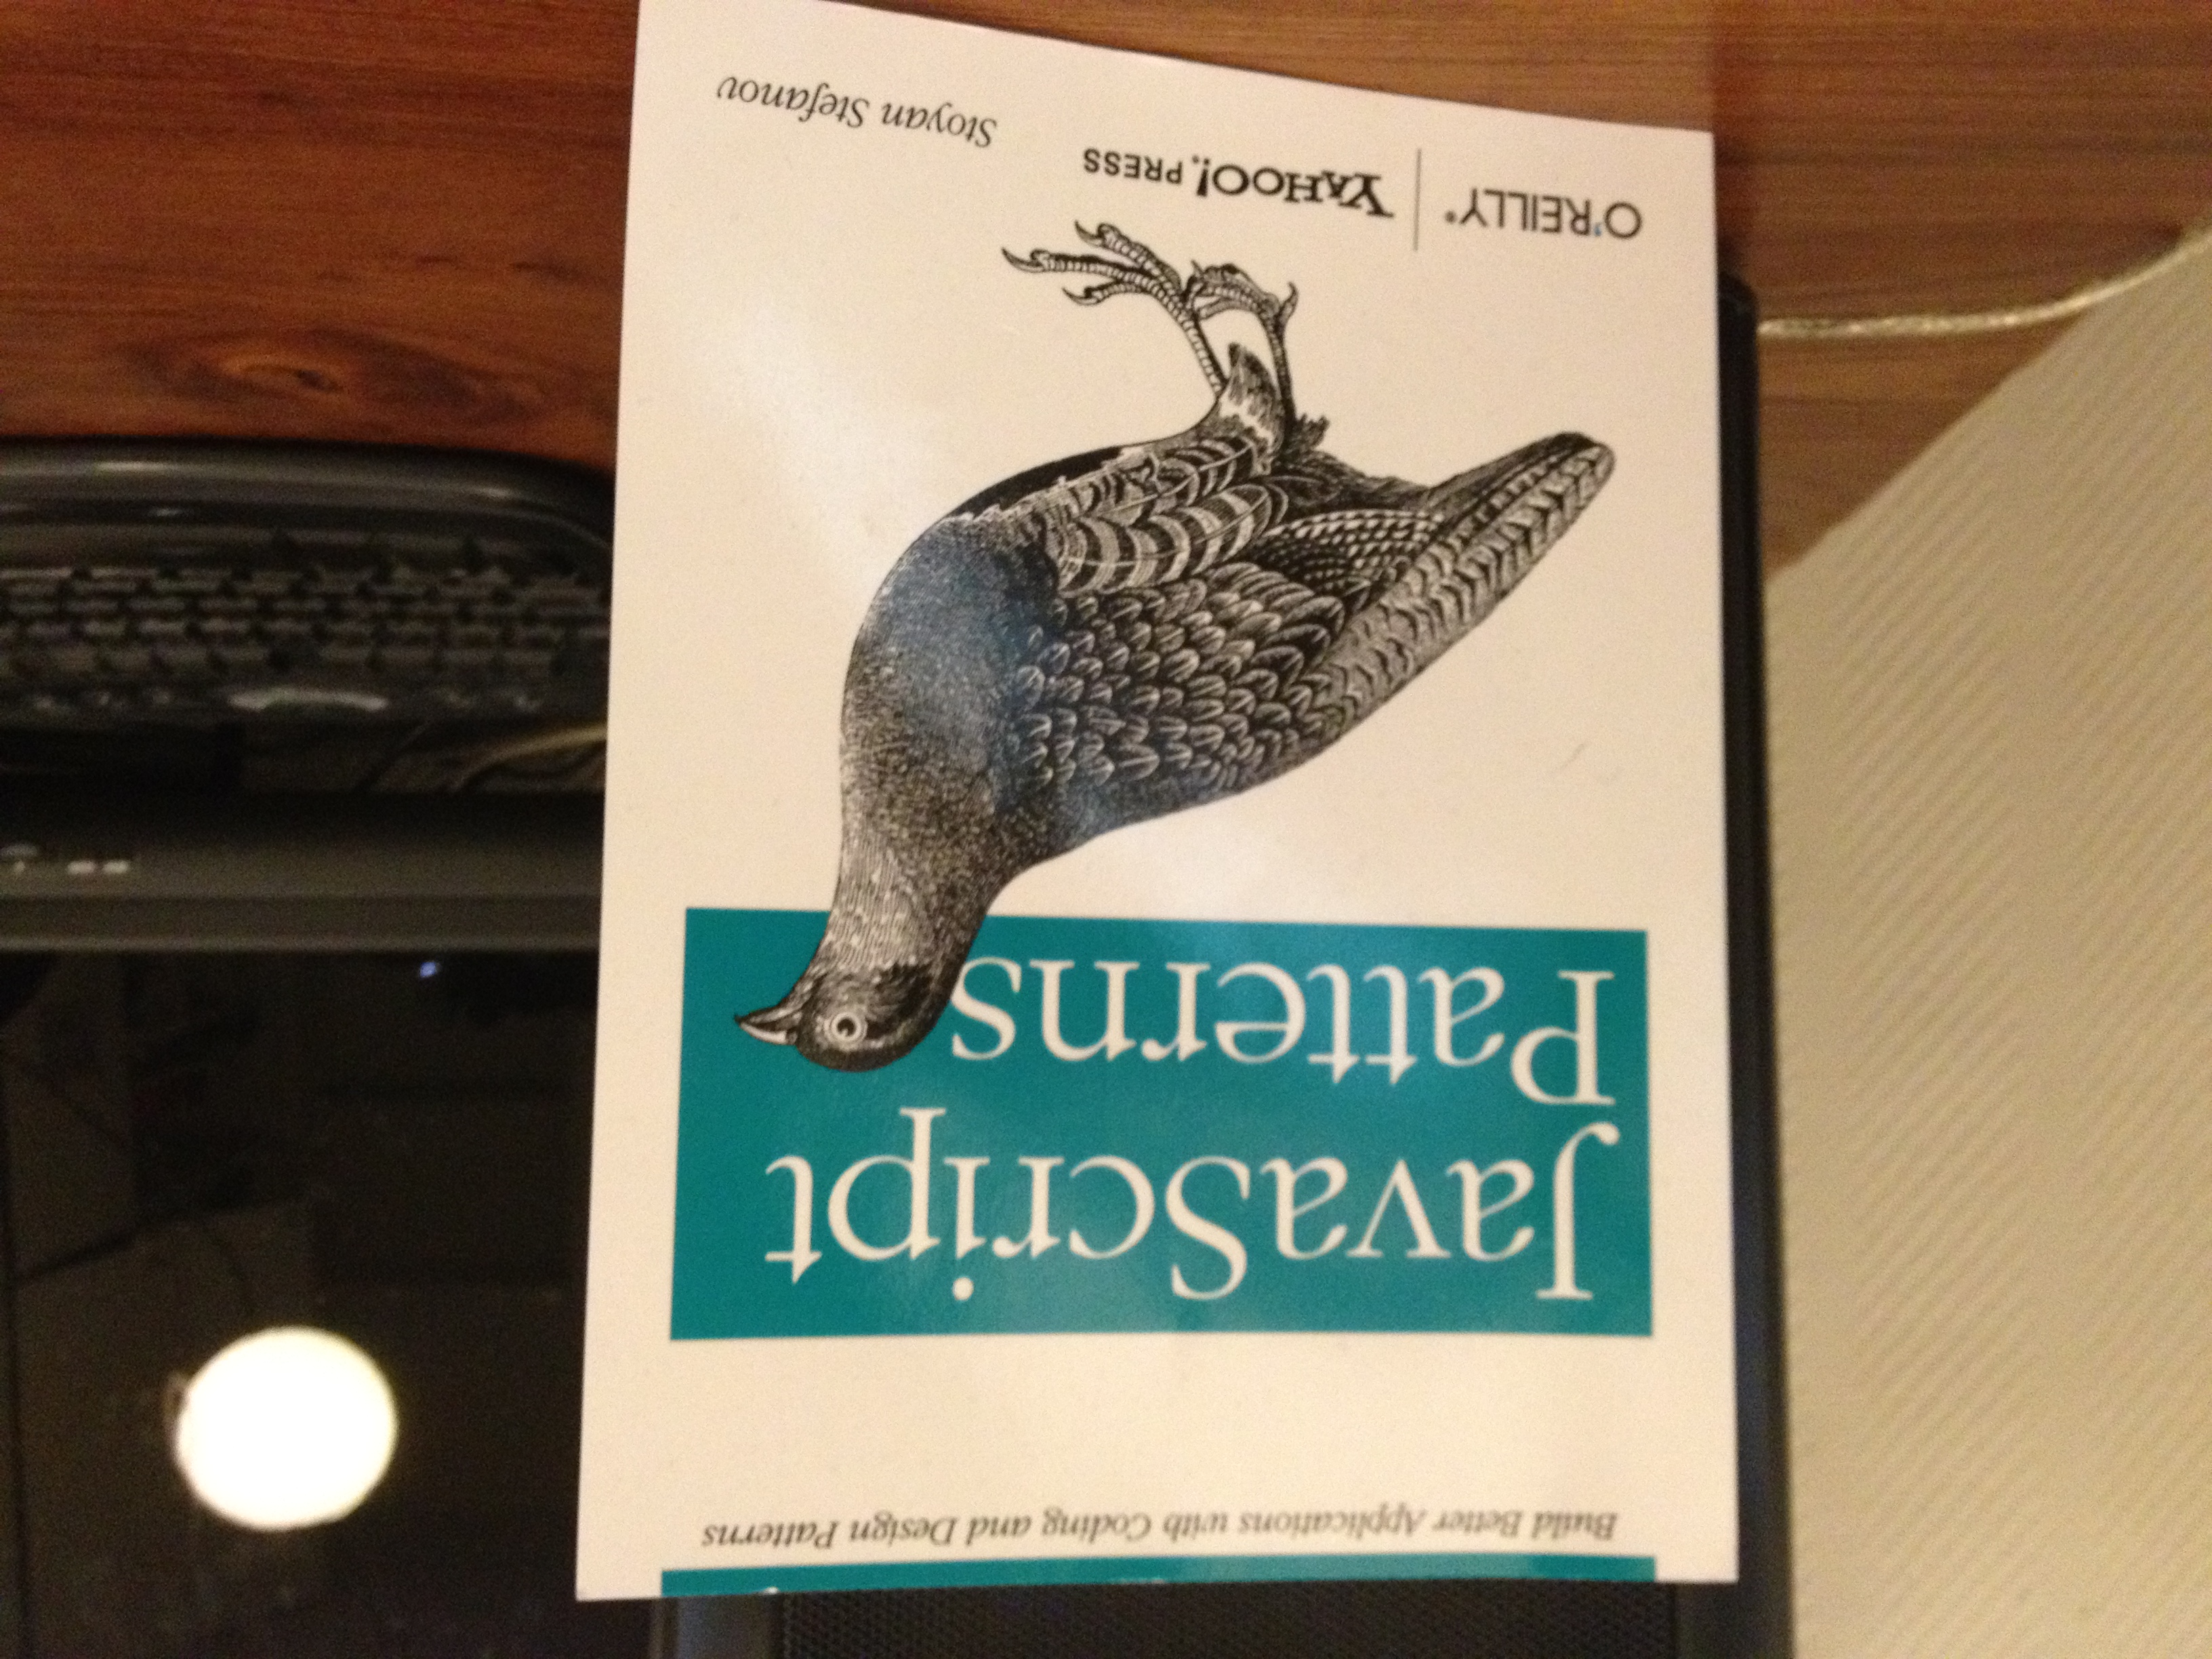 Build Better Applications with Coding and Design Patterns
JavaScript
Patterns
O'REILLY®
YAHOO!. PRESS
Stoyan Stefanov